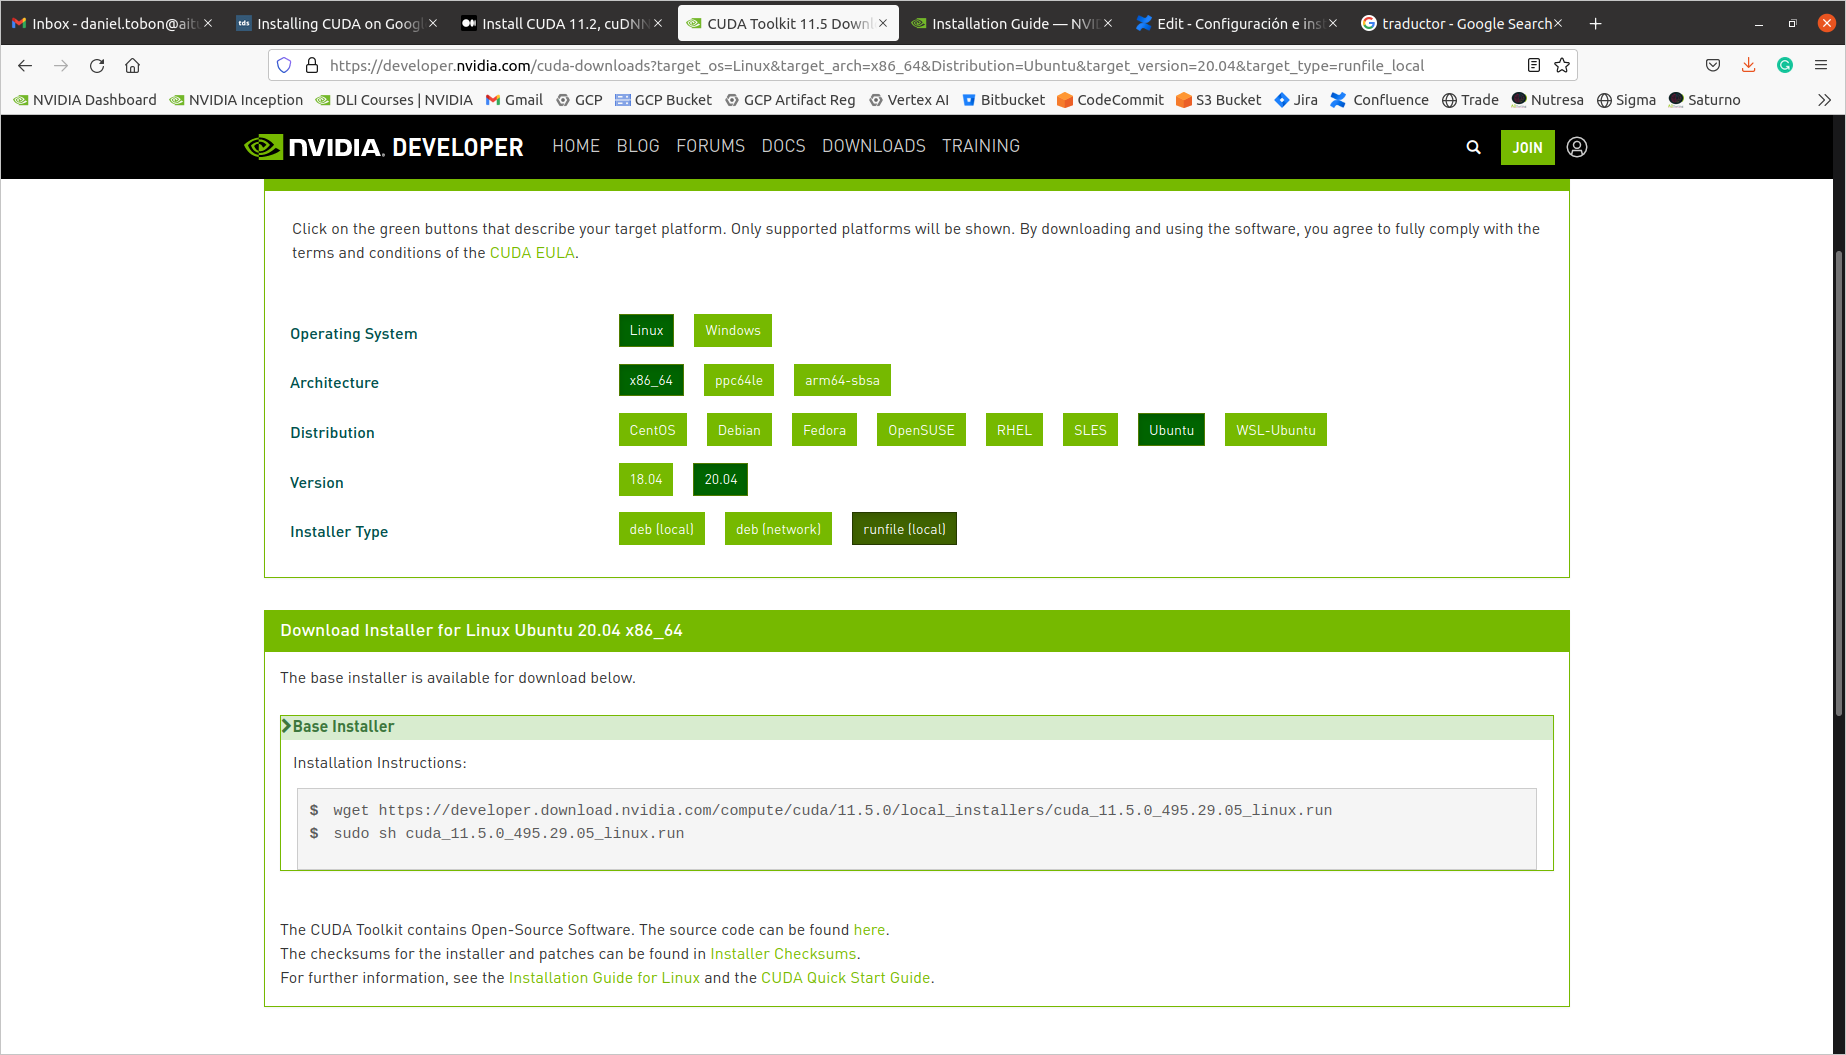 Inbox - daniel.tobon@ait
Installing CUDA on Goog
Install CUDA 11.2, cuDNN
CUDA Toolkit 11.5 Downl
Installation Guide — NVI
Edit - Configuración e inst
traductor - Google Search
https://developer.nvidia.com/cuda-downloads?target_os=Linux&target_arch=x86_64&Distribution=Ubuntu&target_version=20.04&target_type=runfile_local
NVIDIA Dashboard NVIDIA Inception DLI Courses | NVIDIA Gmail GCP GCP Bucket GCP Artifact Reg Vertex AI Bitbucket CodeCommit S3 Bucket Jira Confluence Trade Nutresa Sigma Saturno
NVIDIA. DEVELOPER HOME BLOG FORUMS DOCS DOWNLOADS TRAINING JOIN
Click on the green buttons that describe your target platform. Only supported platforms will be shown. By downloading and using the software, you agree to fully comply with the
terms and conditions of the CUDA EULA.
Operating System Linux Windows
Architecture x86_64 ppc64le arm64-sbsa
Distribution CentOS Debian Fedora OpenSUSE RHEL SLES Ubuntu WSL-Ubuntu
Version 18.04 20.04
Installer Type deb (local) deb (network) runfile (local)
Download Installer for Linux Ubuntu 20.04 x86_64
The base installer is available for download below.
Base Installer
Installation Instructions:
$ wget https://developer.download.nvidia.com/compute/cuda/11.5.0/local_installers/cuda_11.5.0_495.29.05_linux.run
$ sudo sh cuda_11.5.0_495.29.05_linux.run
The CUDA Toolkit contains Open-Source Software. The source code can be found here.
The checksums for the installer and patches can be found in Installer Checksums.
For further information, see the Installation Guide for Linux and the CUDA Quick Start Guide.